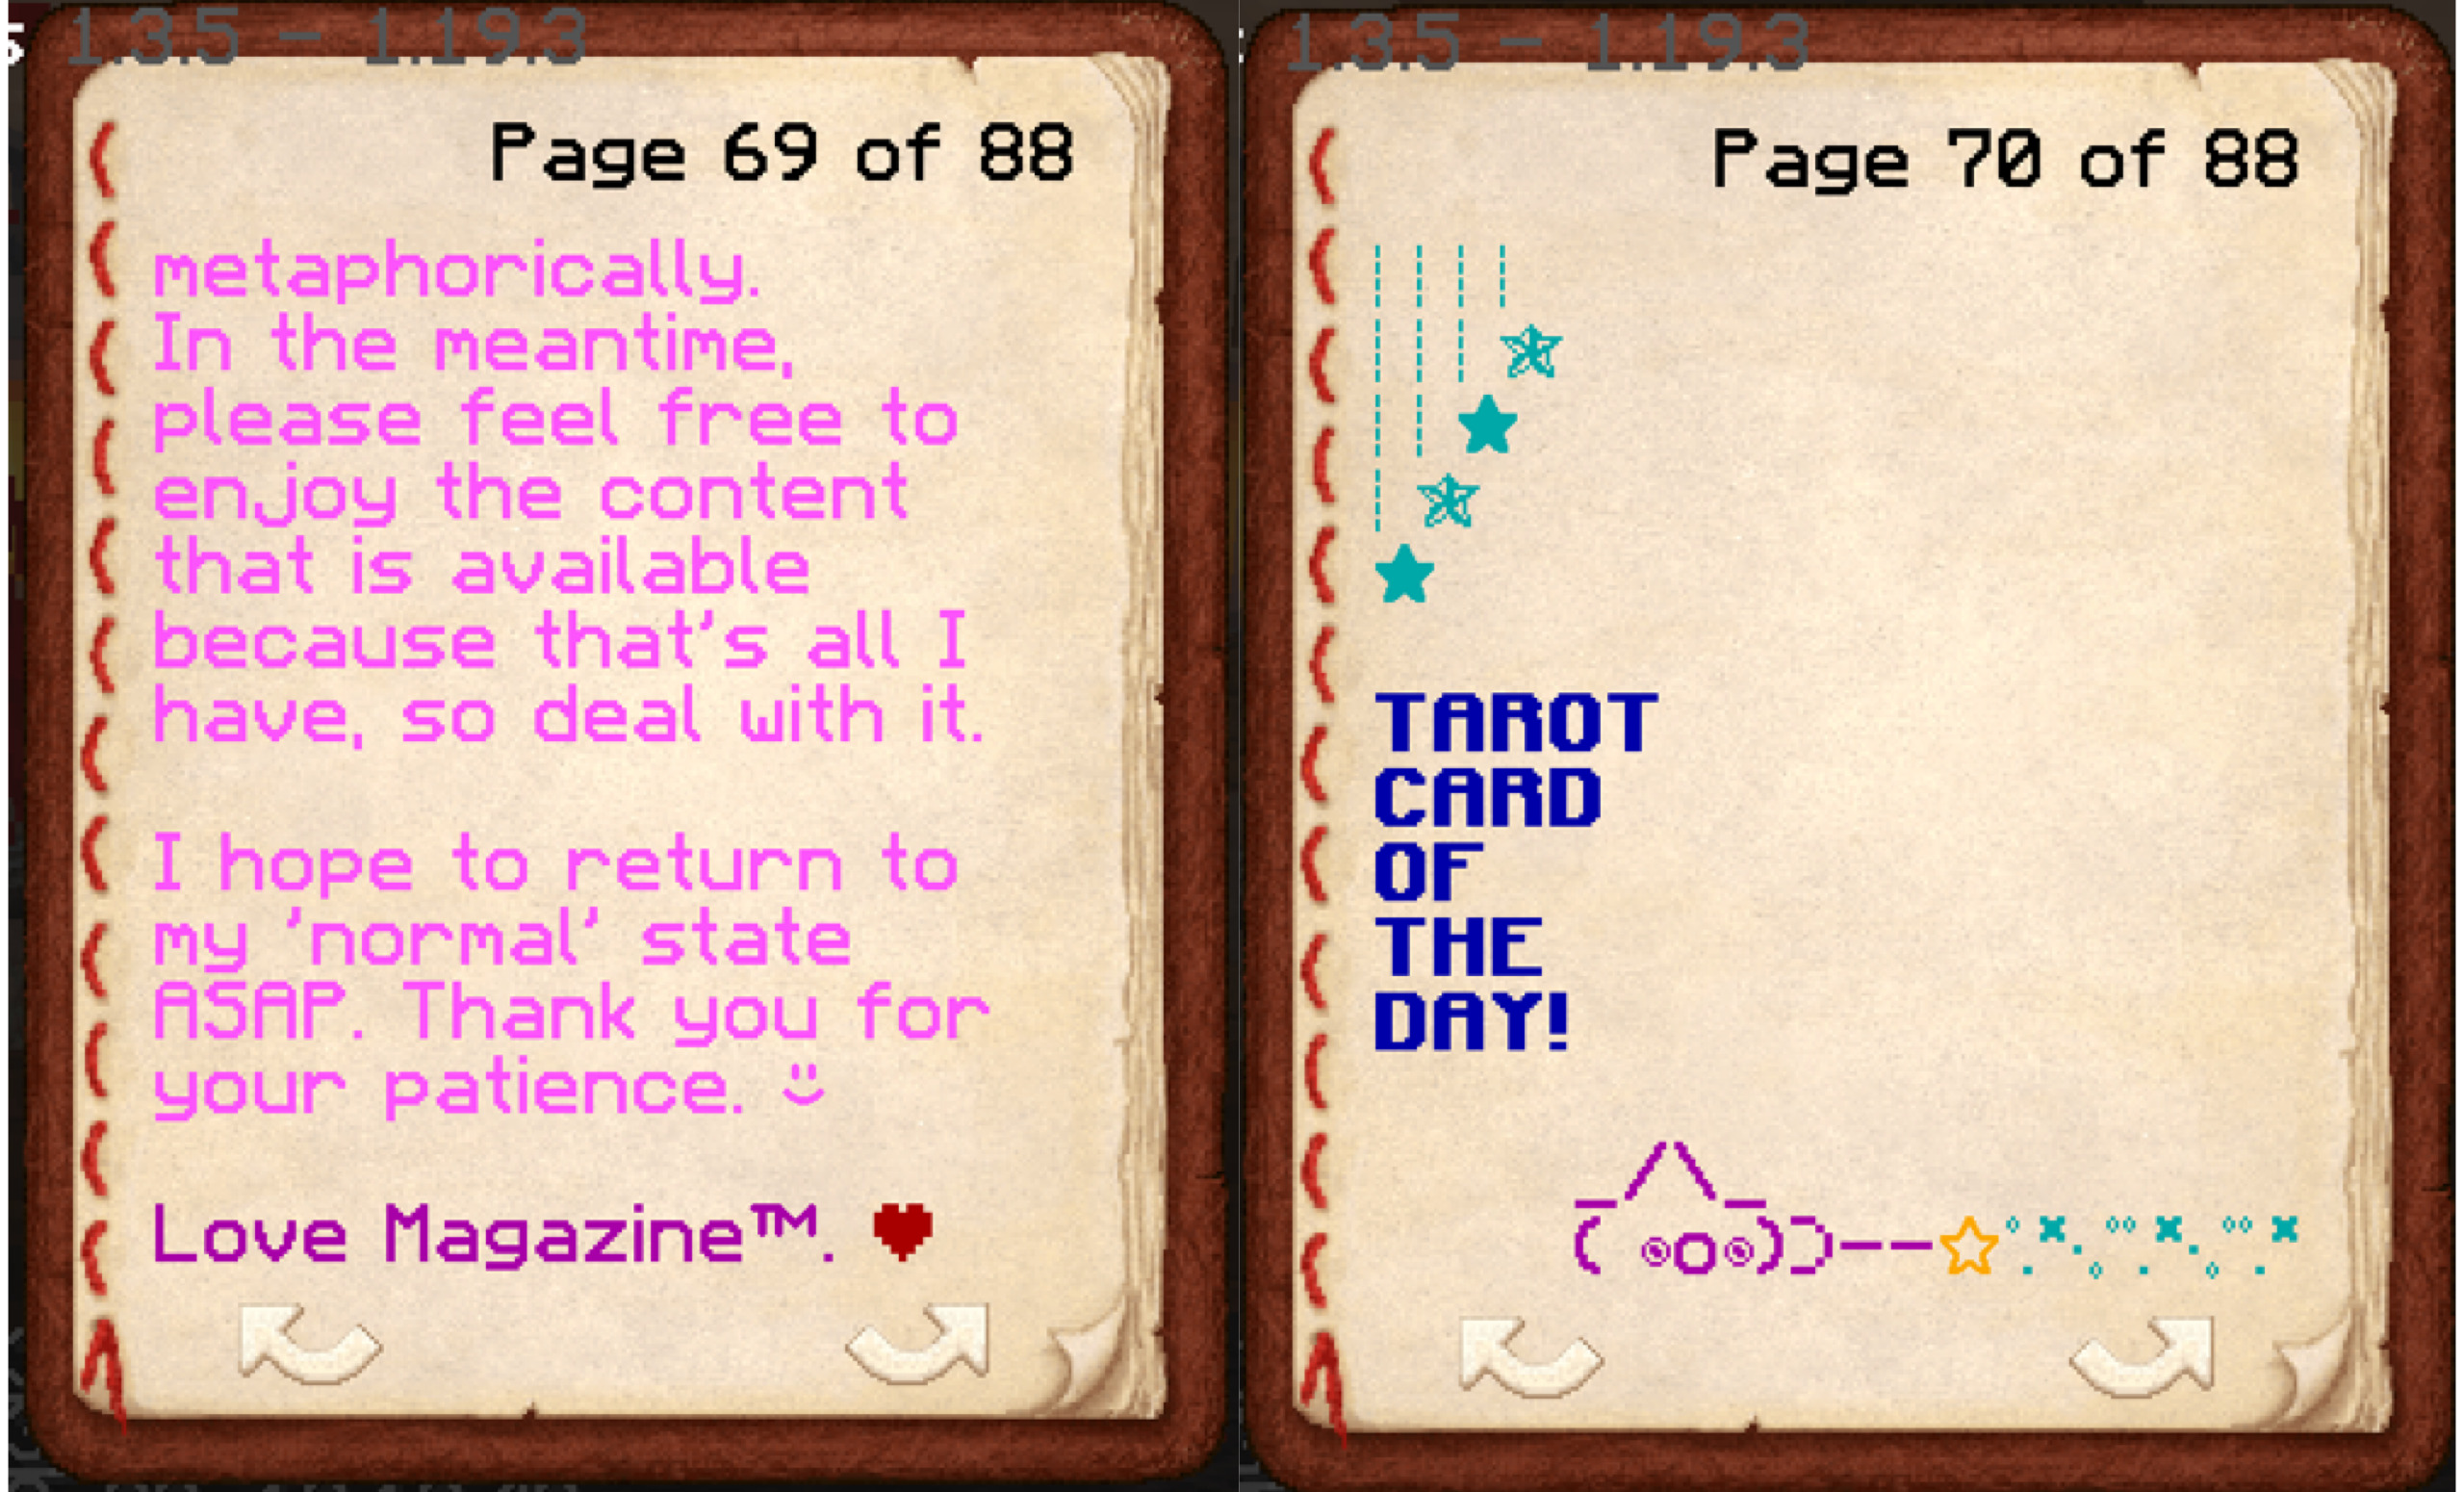 1.3.5 - 1.19.3
Page 69 of 88
metaphorically.
In the meantime,
please feel free to
enjoy the content
that is available
because that's all I
have, so deal with it.
I hope to return to
my 'normal' state
ASAP. Thank you for
your patience. ت
Love Magazine™. ♥
1.3.5 - 1.19.3
Page 70 of 88
┊┊┊┊
┊┊┊✯
┊┊★
┊✯
★
TAROT
CARD
OF
THE
DAY!
_/\_
( ๑O๑)⊃--☆